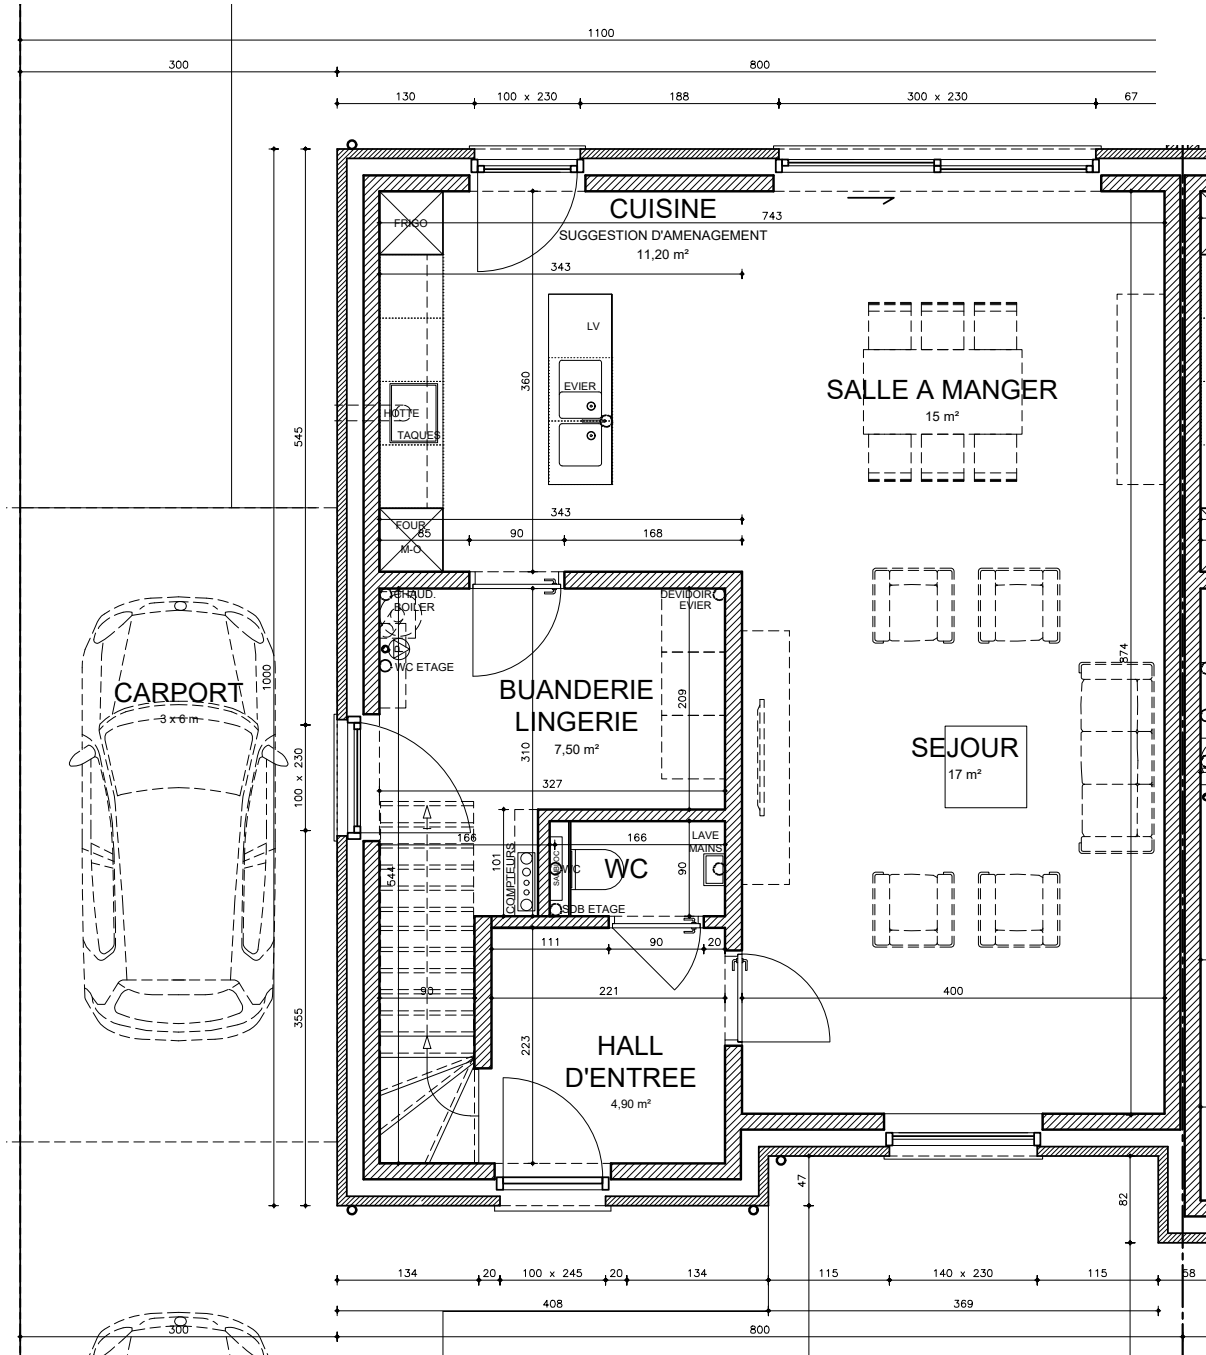 1100
300
800
130
100 x 230
188
300 x 230
67
CUISINE
SUGGESTION D'AMENAGEMENT
11,20 m²
743
343
FRIGO
LV
EVIER
360
HOTTE
TAQUES
SALLE A MANGER
15 m²
545
343
FOUR
M-O
85
90
168
CHAUD.
BOILER
DEVIDOIR
EVIER
WC ETAGE
BUANDERIE
LINGERIE
7,50 m²
209
310
327
CARPORT
3 x 6 m
1000
100 x 230
874
SEJOUR
17 m²
166
166
LAVE
MAINS
101
COMPTEURS
544
WC
WC
90
SDB ETAGE
111
90
20
90
221
400
355
223
HALL
D'ENTREE
4,90 m²
47
82
134
20
100 x 245
20
134
115
140 x 230
115
58
408
369
300
800